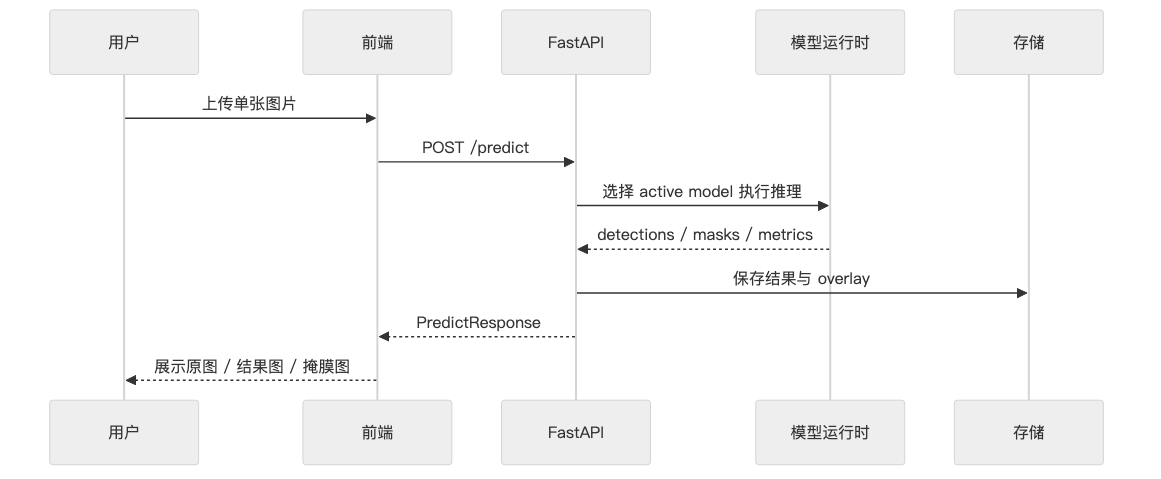 用户
前端
FastAPI
模型运行时
存储
上传单张图片
POST /predict
选择 active model 执行推理
detections / masks / metrics
保存结果与 overlay
PredictResponse
展示原图 / 结果图 / 掩膜图
用户
前端
FastAPI
模型运行时
存储